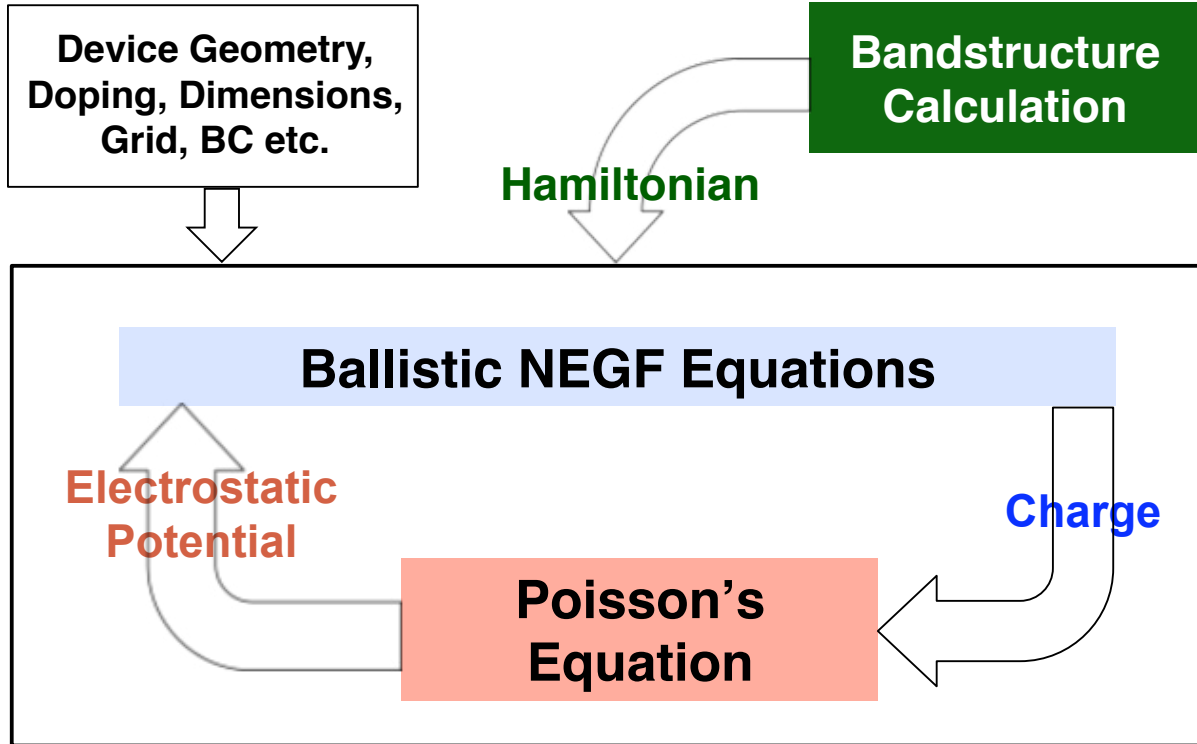 Device Geometry,
Doping, Dimensions,
Grid, BC etc.
Bandstructure
Calculation
Hamiltonian
Ballistic NEGF Equations
Electrostatic
Potential
Charge
Poisson’s
Equation